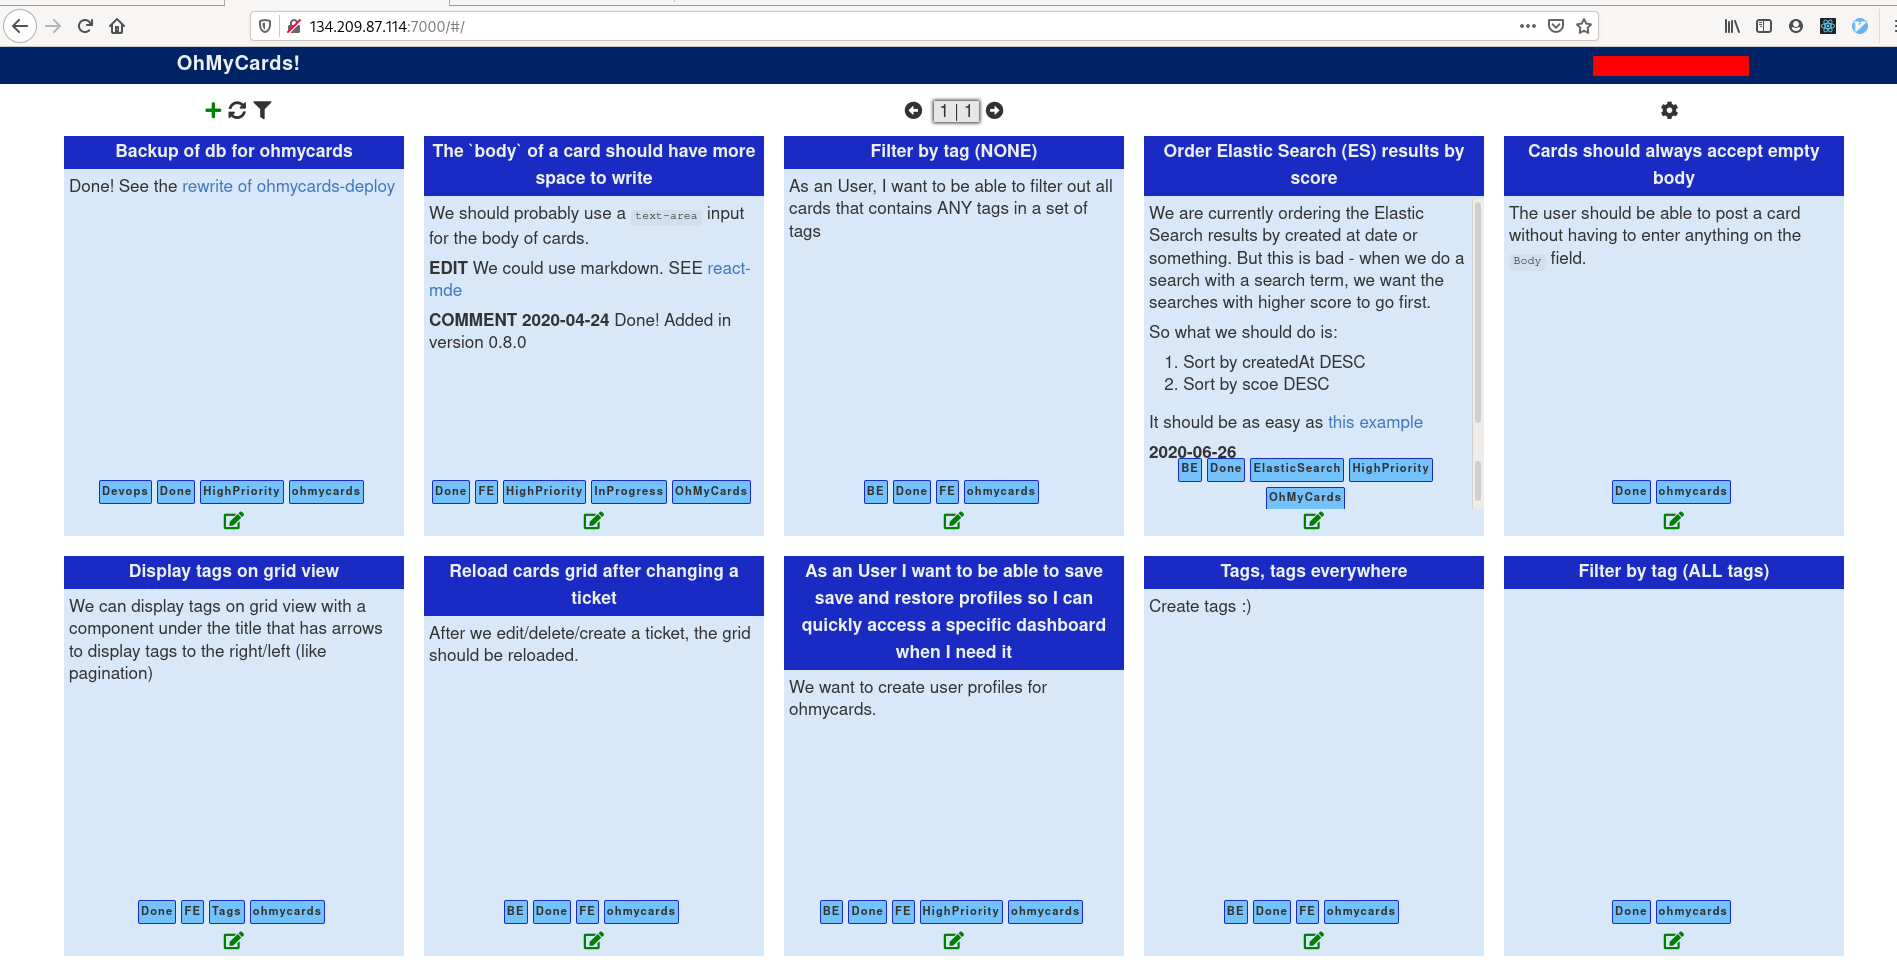 134.209.87.114:7000/#/
OhMyCards!
1 | 1
Backup of db for ohmycards
Done! See the rewrite of ohmycards-deploy
Devops Done HighPriority ohmycards
The `body` of a card should have more
space to write
We should probably use a text-area input
for the body of cards.
EDIT We could use markdown. SEE react-
mde
COMMENT 2020-04-24 Done! Added in
version 0.8.0
Done FE HighPriority InProgress OhMyCards
Filter by tag (NONE)
As an User, I want to be able to filter out all
cards that contains ANY tags in a set of
tags
BE Done FE ohmycards
Order Elastic Search (ES) results by
score
We are currently ordering the Elastic
Search results by created at date or
something. But this is bad - when we do a
search with a search term, we want the
searches with higher score to go first.
So what we should do is:
1. Sort by createdAt DESC
2. Sort by scoe DESC
It should be as easy as this example
2020-06-26
BE Done ElasticSearch HighPriority
OhMyCards
Cards should always accept empty
body
The user should be able to post a card
without having to enter anything on the
Body field.
Done ohmycards
Display tags on grid view
We can display tags on grid view with a
component under the title that has arrows
to display tags to the right/left (like
pagination)
Done FE Tags ohmycards
Reload cards grid after changing a
ticket
After we edit/delete/create a ticket, the grid
should be reloaded.
BE Done FE ohmycards
As an User I want to be able to save
save and restore profiles so I can
quickly access a specific dashboard
when I need it
We want to create user profiles for
ohmycards.
BE Done FE HighPriority ohmycards
Tags, tags everywhere
Create tags :)
BE Done FE ohmycards
Filter by tag (ALL tags)
Done ohmycards